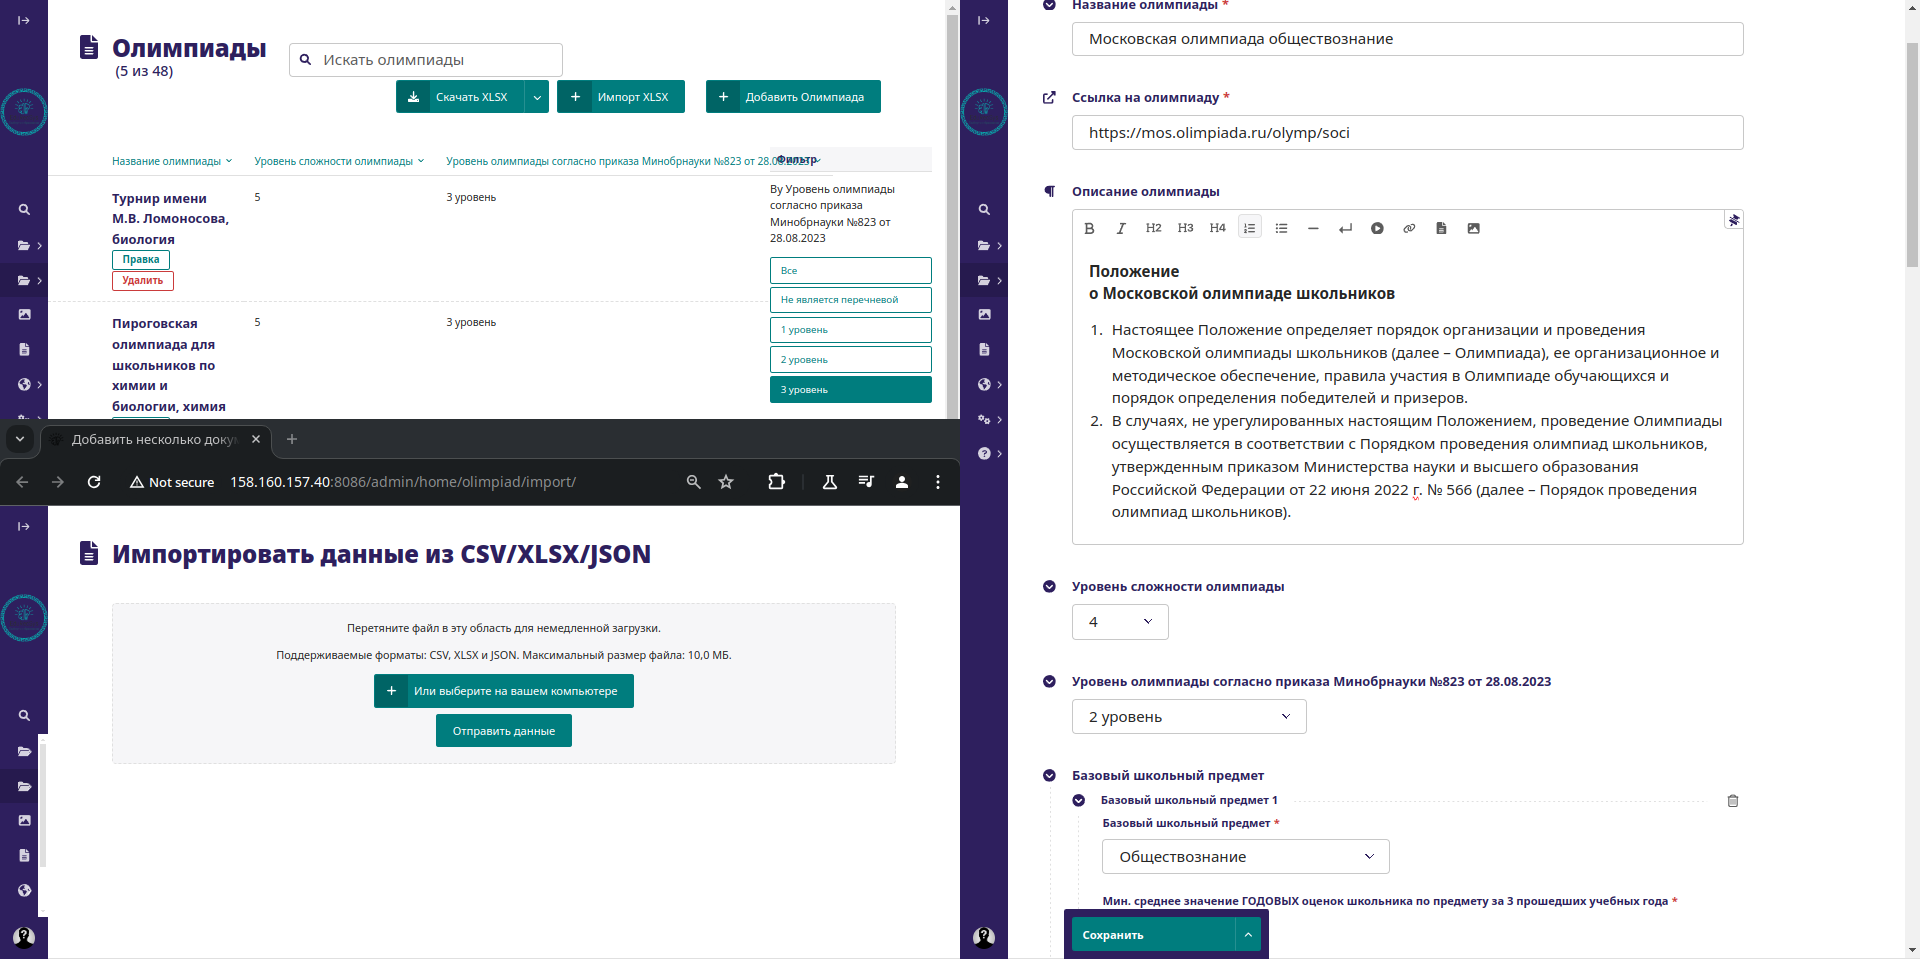 Олимпиады
(5 из 48)
Искать олимпиады
Скачать XLSX
Импорт XLSX
Добавить Олимпиада
Название олимпиады
Уровень сложности олимпиады
Уровень олимпиады согласно приказа Минобрнауки №823 от 28.08.2023
Фильтр
Турнир имени
М.В. Ломоносова,
биология
5
3 уровень
Правка
Удалить
Пироговская
олимпиада для
школьников по
химии и
биологии, химия
5
3 уровень
By Уровень олимпиады
согласно приказа
Минобрнауки №823 от
28.08.2023
Все
Не является перечневой
1 уровень
2 уровень
3 уровень
Добавить несколько доку
Not secure
158.160.157.40:8086/admin/home/olimpiad/import/
Импортировать данные из CSV/XLSX/JSON
Перетяните файл в эту область для немедленной загрузки.
Поддерживаемые форматы: CSV, XLSX и JSON. Максимальный размер файла: 10,0 МБ.
Или выберите на вашем компьютере
Отправить данные
Название олимпиады *
Московская олимпиада обществознание
Ссылка на олимпиаду *
https://mos.olimpiada.ru/olymp/soci
Описание олимпиады
B I H2 H3 H4
Положение
о Московской олимпиаде школьников
1. Настоящее Положение определяет порядок организации и проведения
Московской олимпиады школьников (далее – Олимпиада), ее организационное и
методическое обеспечение, правила участия в Олимпиаде обучающихся и
порядок определения победителей и призеров.
2. В случаях, не урегулированных настоящим Положением, проведение Олимпиады
осуществляется в соответствии с Порядком проведения олимпиад школьников,
утвержденным приказом Министерства науки и высшего образования
Российской Федерации от 22 июня 2022 г. № 566 (далее – Порядок проведения
олимпиад школьников).
Уровень сложности олимпиады
4
Уровень олимпиады согласно приказа Минобрнауки №823 от 28.08.2023
2 уровень
Базовый школьный предмет
Базовый школьный предмет 1
Базовый школьный предмет *
Обществознание
Мин. среднее значение ГОДОВЫХ оценок школьника по предмету за 3 прошедших учебных года *
Сохранить